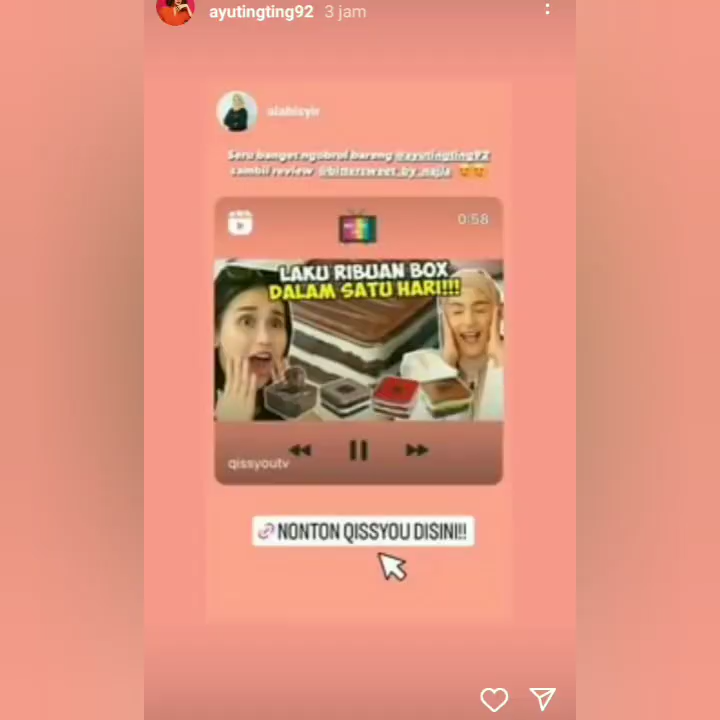 ayutingting92 3 jam
alabisyir
Seru banget ngobrol bareng @ayutingting92
sambil review @bittersweet_by_najla
0:58
LAKU RIBUAN BOX
DALAM SATU HARI!!!
qissyoutv
NONTON QISSYOU DISINI!!